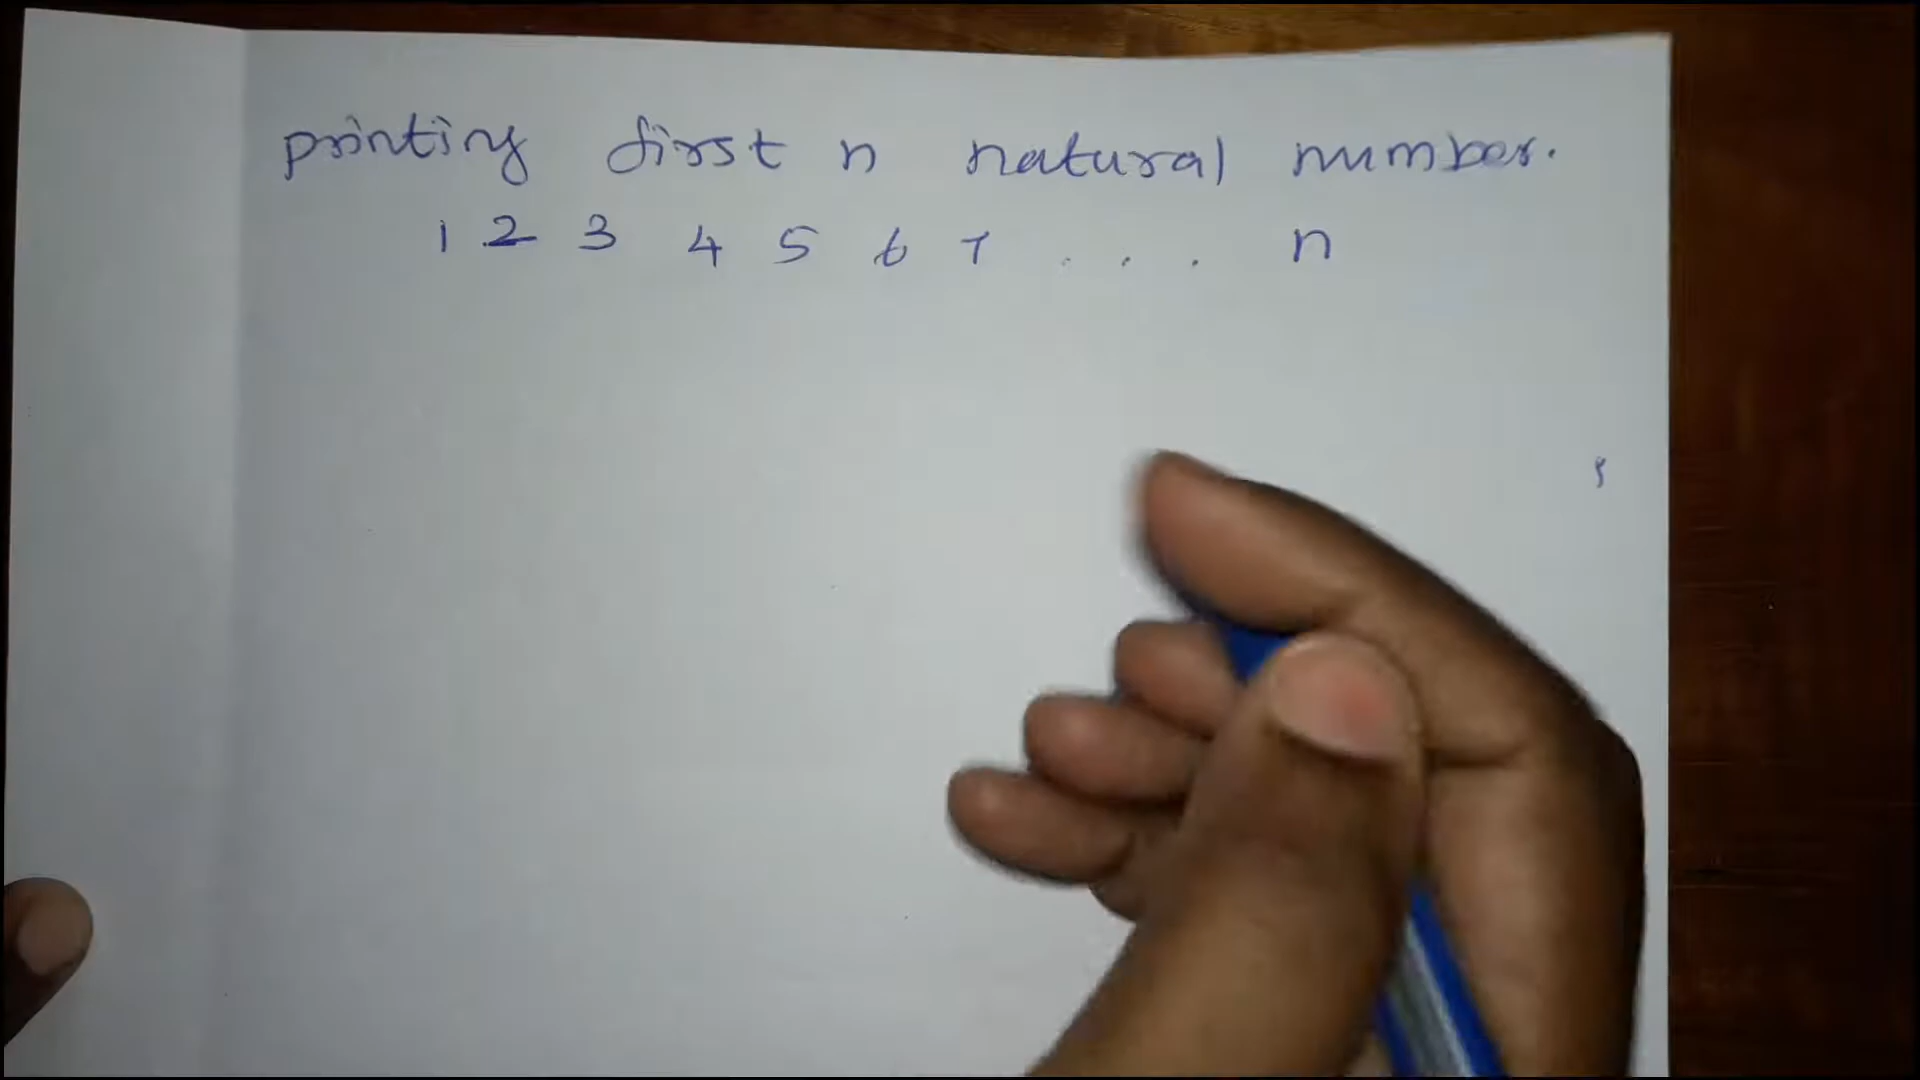 printing first n natural number.
1 2 3 4 5 6 7 . . . n